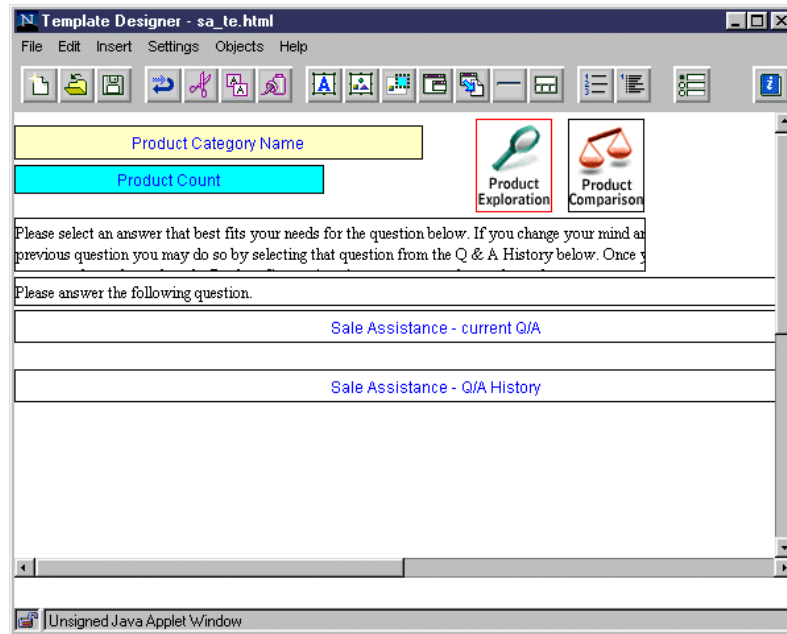 Template Designer - sa_te.html
File Edit Insert Settings Objects Help
Product Category Name
Product Count
Product Exploration
Product Comparison
Please select an answer that best fits your needs for the question below. If you change your mind an
previous question you may do so by selecting that question from the Q & A History below. Once y
Please answer the following question.
Sale Assistance - current Q/A
Sale Assistance - Q/A History
Unsigned Java Applet Window